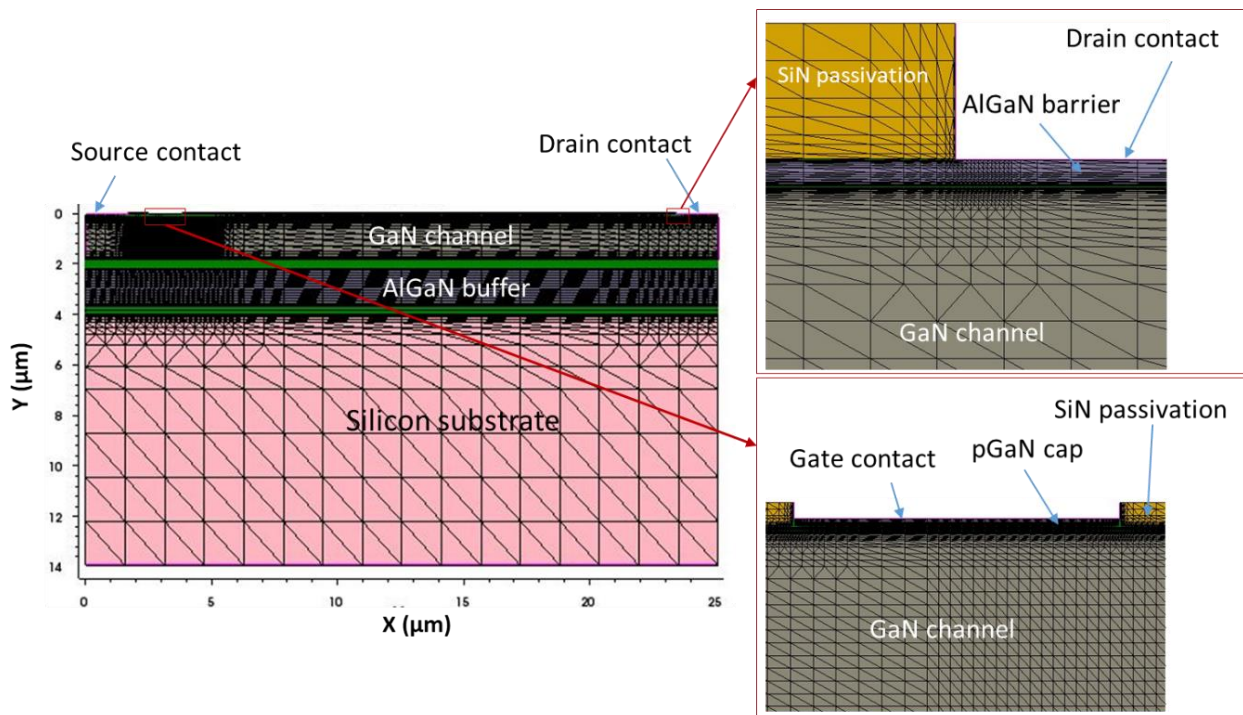 Source contact
Drain contact
GaN channel
AlGaN buffer
Silicon substrate
Y (µm)
0
2
4
6
8
10
12
14
0
5
10
15
20
25
X (µm)
SiN passivation
Drain contact
AlGaN barrier
GaN channel
SiN passivation
Gate contact
pGaN cap
GaN channel